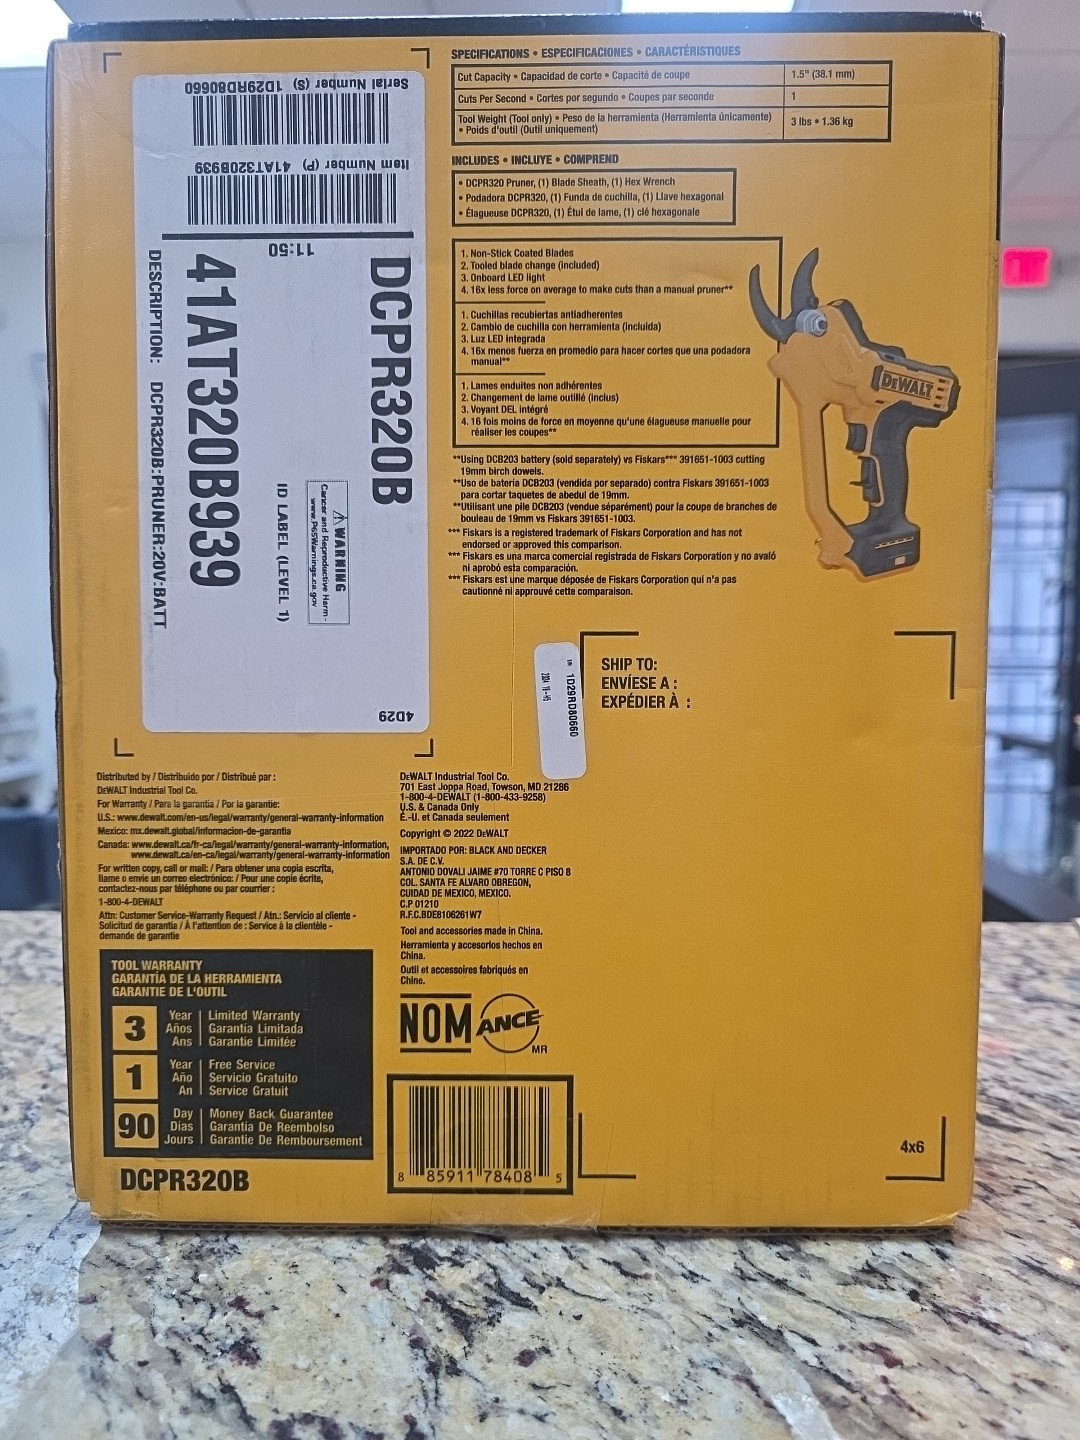 SPECIFICATIONS • ESPECIFICACIONES • CARACTÉRISTIQUES
Cut Capacity • Capacidad de corte • Capacité de coupe 1.5" (38.1 mm)
Cuts Per Second • Cortes por segundo • Coupes par seconde 1
Tool Weight (Tool only) • Peso de la herramienta (Herramienta únicamente) 3 lbs • 1.36 kg
• Poids d'outil (Outil uniquement)
INCLUDES • INCLUYE • COMPREND
• DCPR320 Pruner, (1) Blade Sheath, (1) Hex Wrench
• Podadora DCPR320, (1) Funda de cuchilla, (1) Llave hexagonal
• Élagueuse DCPR320, (1) Étui de lame, (1) clé hexagonale
1. Non-Stick Coated Blades
2. Tooled blade change (included)
3. Onboard LED light
4. 16x less force on average to make cuts than a manual pruner**
1. Cuchillas recubiertas antiadherentes
2. Cambio de cuchilla con herramienta (incluida)
3. Luz LED integrada
4. 16x menos fuerza en promedio para hacer cortes que una podadora
manual**
1. Lames enduites non adhérentes
2. Changement de lame outillé (inclus)
3. Voyant DEL intégré
4. 16 fois moins de force en moyenne qu'une élagueuse manuelle pour
réaliser les coupes**
DEWALT
**Using DCB203 battery (sold separately) vs Fiskars*** 391651-1003 cutting
19mm birch dowels.
**Uso de batería DCB203 (vendida por separado) contra Fiskars 391651-1003
para cortar taquetes de abedul de 19mm.
**Utilisant une pile DCB203 (vendue séparément) pour la coupe de branches de
bouleau de 19mm vs Fiskars 391651-1003.
*** Fiskars is a registered trademark of Fiskars Corporation and has not
endorsed or approved this comparison.
*** Fiskars es una marca comercial registrada de Fiskars Corporation y no avaló
ni aprobó esta comparación.
*** Fiskars est une marque déposée de Fiskars Corporation qui n'a pas
cautionné ni approuvé cette comparaison.
Serial Number (S) 1D29RD80660
Item Number (P) 41AT320B939
11:50
DCPR320B
⚠ WARNING
Cancer and Reproductive Harm-
www.P65Warnings.ca.gov
ID LABEL (LEVEL 1)
41AT320B939
DESCRIPTION: DCPR320B:PRUNER:20V:BATT
4D29
1D29RD80660
SHIP TO:
ENVÍESE A :
EXPÉDIER À :
4x6
Distributed by / Distribuido por / Distribué par :
DEWALT Industrial Tool Co.
For Warranty / Para la garantía / Por la garantie:
U.S.: www.dewalt.com/en-us/legal/warranty/general-warranty-information
Mexico: mx.dewalt.global/informacion-de-garantia
Canada: www.dewalt.ca/fr-ca/legal/warranty/general-warranty-information,
www.dewalt.ca/en-ca/legal/warranty/general-warranty-information
For written copy, call or mail: / Para obtener una copia escrita,
llame o envíe un correo electrónico: / Pour une copie écrite,
contactez-nous par téléphone ou par courrier :
1-800-4-DEWALT
Attn: Customer Service-Warranty Request / Atn.: Servicio al cliente -
Solicitud de garantía / À l'attention de : Service à la clientèle -
demande de garantie
TOOL WARRANTY
GARANTÍA DE LA HERRAMIENTA
GARANTIE DE L'OUTIL
3 Year Limited Warranty
Años Garantía Limitada
Ans Garantie Limitée
1 Year Free Service
Año Servicio Gratuito
An Service Gratuit
90 Day Money Back Guarantee
Dias Garantía De Reembolso
Jours Garantie De Remboursement
DCPR320B
DEWALT Industrial Tool Co.
701 East Joppa Road, Towson, MD 21286
1-800-4-DEWALT (1-800-433-9258)
U.S. & Canada Only
É.-U. et Canada seulement
Copyright © 2022 DEWALT
IMPORTADO POR: BLACK AND DECKER
S.A. DE C.V.
ANTONIO DOVALI JAIME #70 TORRE C PISO 8
COL. SANTA FE ALVARO OBREGON,
CUIDAD DE MEXICO, MEXICO.
C.P 01210
R.F.C.BDE8106261W7
Tool and accessories made in China.
Herramienta y accesorios hechos en
China.
Outil et accessoires fabriqués en
Chine.
NOM ANCE MR
8 85911 78408 5